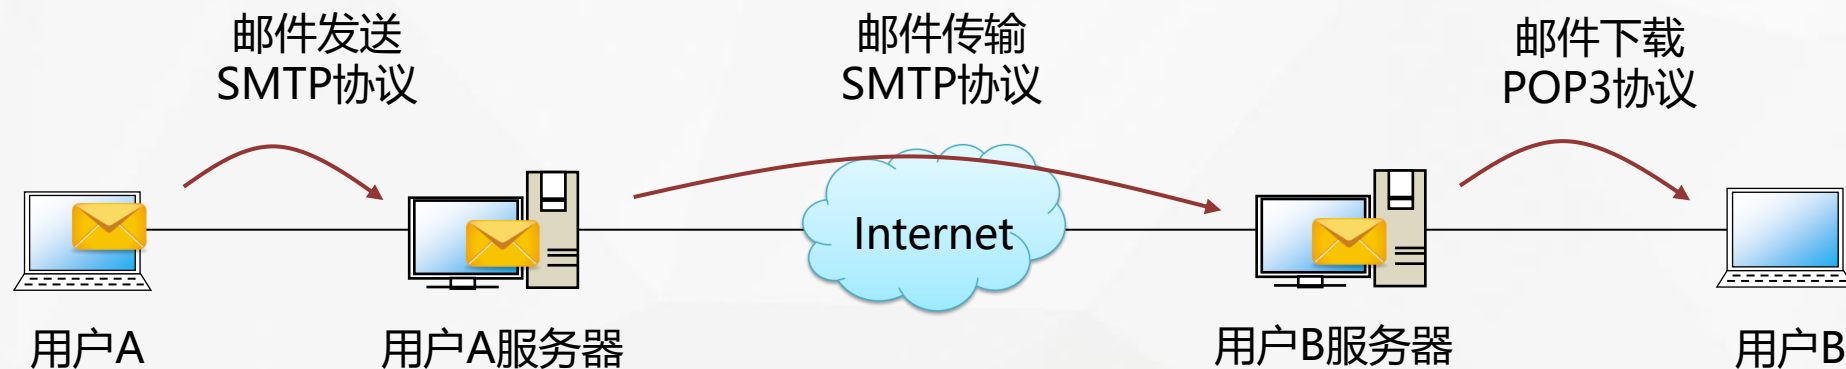 邮件发送
SMTP协议
邮件传输
SMTP协议
邮件下载
POP3协议
Internet
用户A
用户A服务器
用户B服务器
用户B